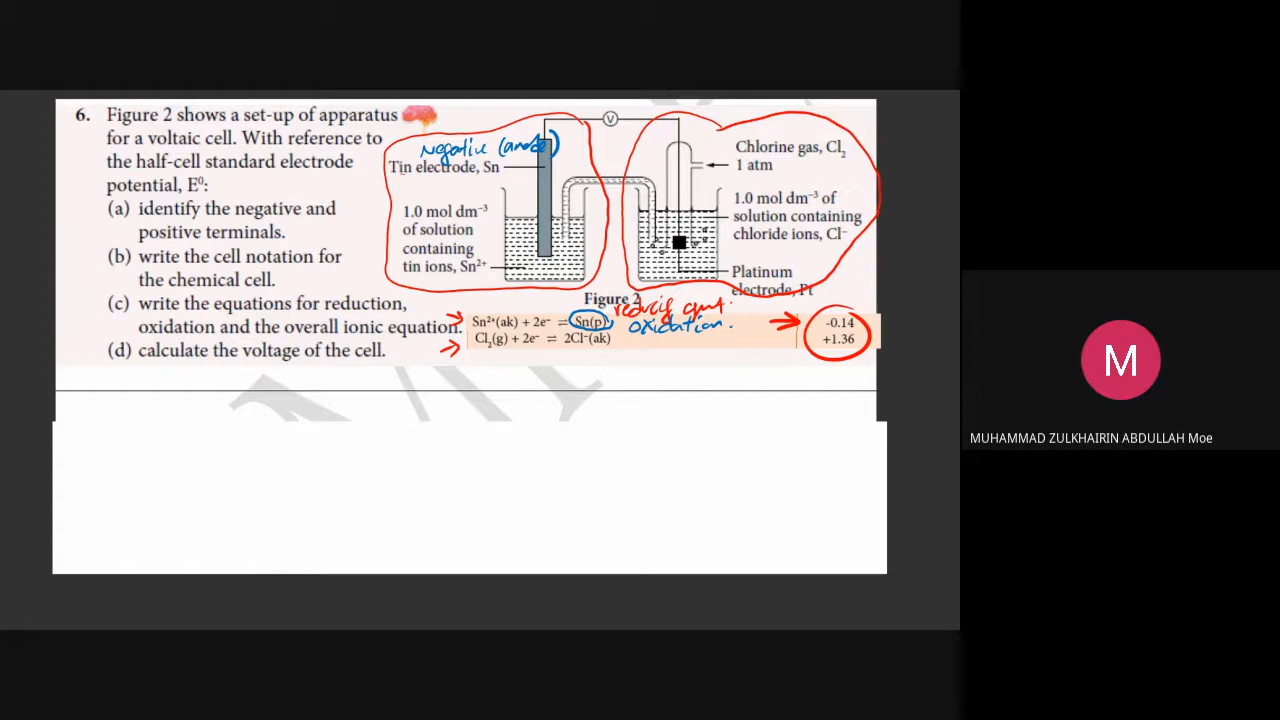 6. Figure 2 shows a set-up of apparatus
for a voltaic cell. With reference to
the half-cell standard electrode
potential, E⁰:
(a) identify the negative and
positive terminals.
(b) write the cell notation for
the chemical cell.
(c) write the equations for reduction,
oxidation and the overall ionic equation.
(d) calculate the voltage of the cell.
Negative (anode)
Tin electrode, Sn
1.0 mol dm⁻³
of solution
containing
tin ions, Sn²⁺
V
Chlorine gas, Cl₂
1 atm
1.0 mol dm⁻³ of
solution containing
chloride ions, Cl⁻
Platinum
electrode, Pt
Figure 2
oxidation.
Sn²⁺(ak) + 2e⁻ ⇌ Sn(p) -0.14
Cl₂(g) + 2e⁻ ⇌ 2Cl⁻(ak) +1.36
M
MUHAMMAD ZULKHAIRIN ABDULLAH Moe